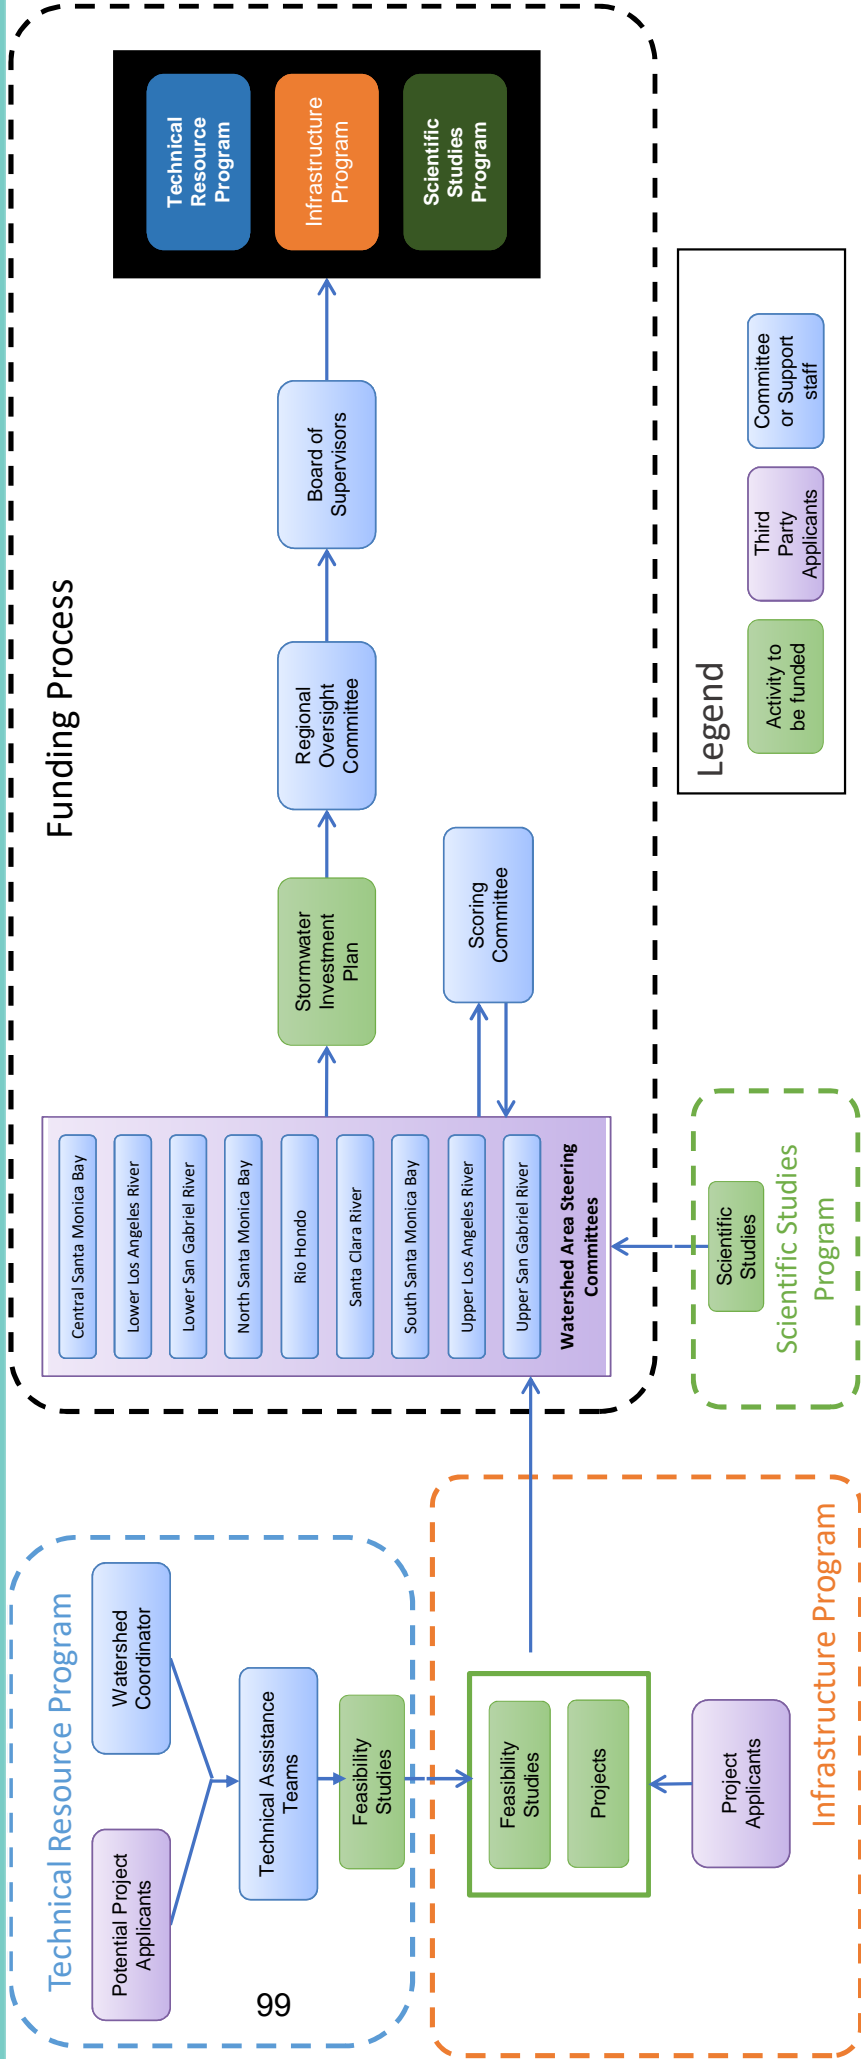 Technical Resource Program
Potential Project
Applicants
Watershed
Coordinator
Technical Assistance
Teams
Feasibility
Studies
99
Feasibility
Studies
Projects
Project
Applicants
Infrastructure Program
Funding Process
Central Santa Monica Bay
Lower Los Angeles River
Lower San Gabriel River
North Santa Monica Bay
Rio Hondo
Santa Clara River
South Santa Monica Bay
Upper Los Angeles River
Upper San Gabriel River
Watershed Area Steering
Committees
Stormwater
Investment
Plan
Regional
Oversight
Committee
Board of
Supervisors
Scoring
Committee
Technical
Resource
Program
Infrastructure
Program
Scientific
Studies
Program
Scientific
Studies
Scientific Studies
Program
Legend
Activity to
be funded
Third
Party
Applicants
Committee
or Support
staff